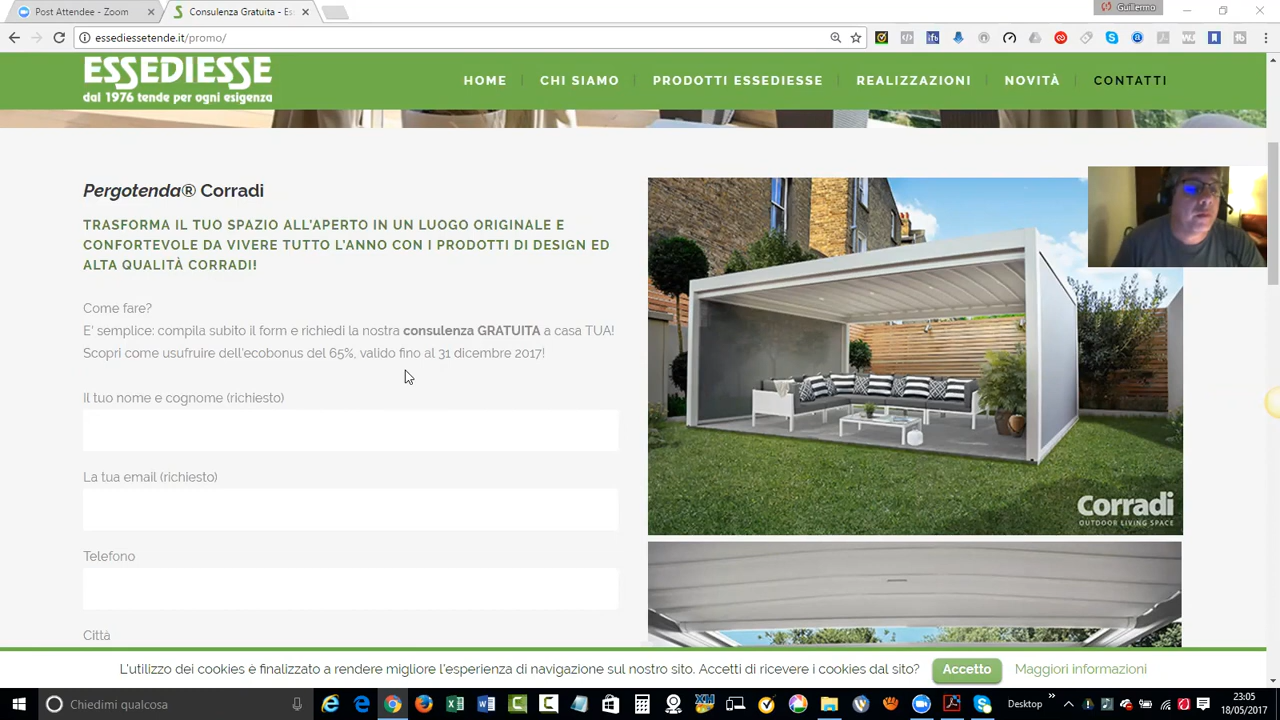 Post Attendee - Zoom
Consulenza Gratuita - Es
Guillermo
essediessetende.it/promo/
ESSEDIESSE
dal 1976 tende per ogni esigenza
HOME
CHI SIAMO
PRODOTTI ESSEDIESSE
REALIZZAZIONI
NOVITÀ
CONTATTI
Pergotenda® Corradi
TRASFORMA IL TUO SPAZIO ALL'APERTO IN UN LUOGO ORIGINALE E
CONFORTEVOLE DA VIVERE TUTTO L'ANNO CON I PRODOTTI DI DESIGN ED
ALTA QUALITÀ CORRADI!
Come fare?
E' semplice: compila subito il form e richiedi la nostra consulenza GRATUITA a casa TUA!
Scopri come usufruire dell'ecobonus del 65%, valido fino al 31 dicembre 2017!
Il tuo nome e cognome (richiesto)
La tua email (richiesto)
Telefono
Città
Corradi
OUTDOOR LIVING SPACE
L'utilizzo dei cookies è finalizzato a rendere migliore l'esperienza di navigazione sul nostro sito. Accetti di ricevere i cookies dal sito?
Accetto
Maggiori informazioni
Chiedimi qualcosa
Desktop
23:05
18/05/2017